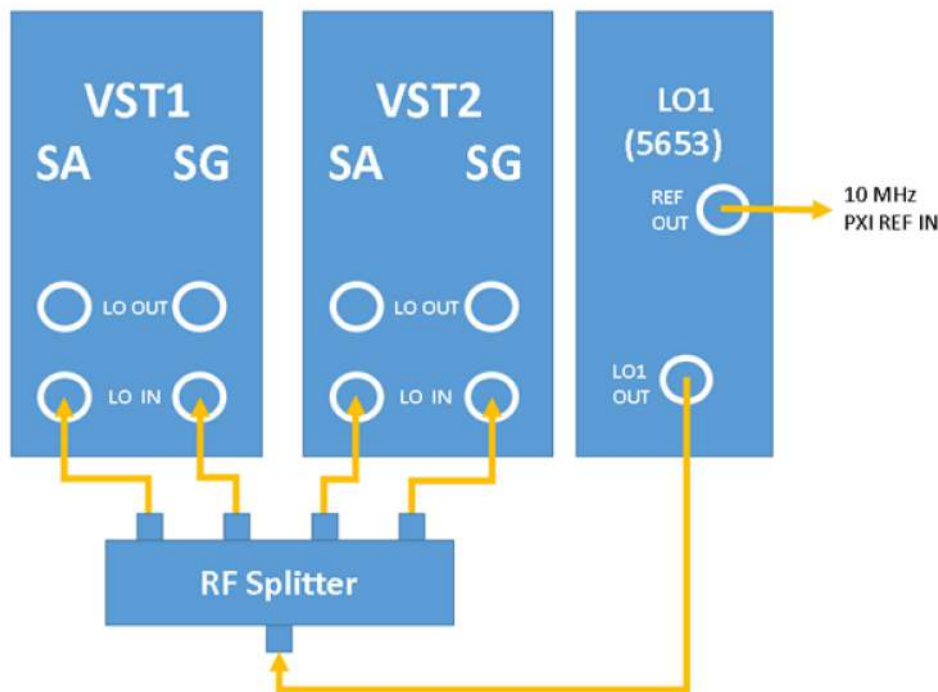 VST1
SA SG
LO OUT
LO IN
VST2
SA SG
LO OUT
LO IN
LO1
(5653)
REF
OUT
10 MHz
PXI REF IN
LO1
OUT
RF Splitter